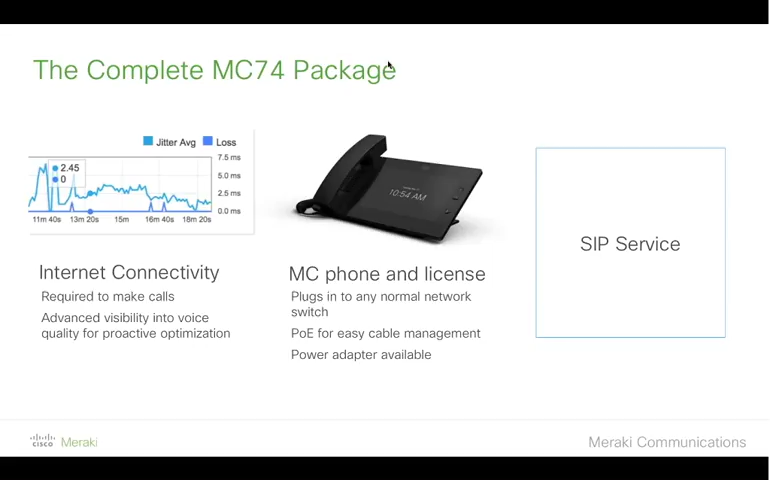 The Complete MC74 Package
Jitter Avg Loss
2.45
0
7.5 ms
5.0 ms
2.5 ms
0.0 ms
11m 40s 13m 20s 15m 16m 40s 18m 20s
10:54 AM
SIP Service
Internet Connectivity
Required to make calls
Advanced visibility into voice
quality for proactive optimization
MC phone and license
Plugs in to any normal network
switch
PoE for easy cable management
Power adapter available
cisco Meraki
Meraki Communications